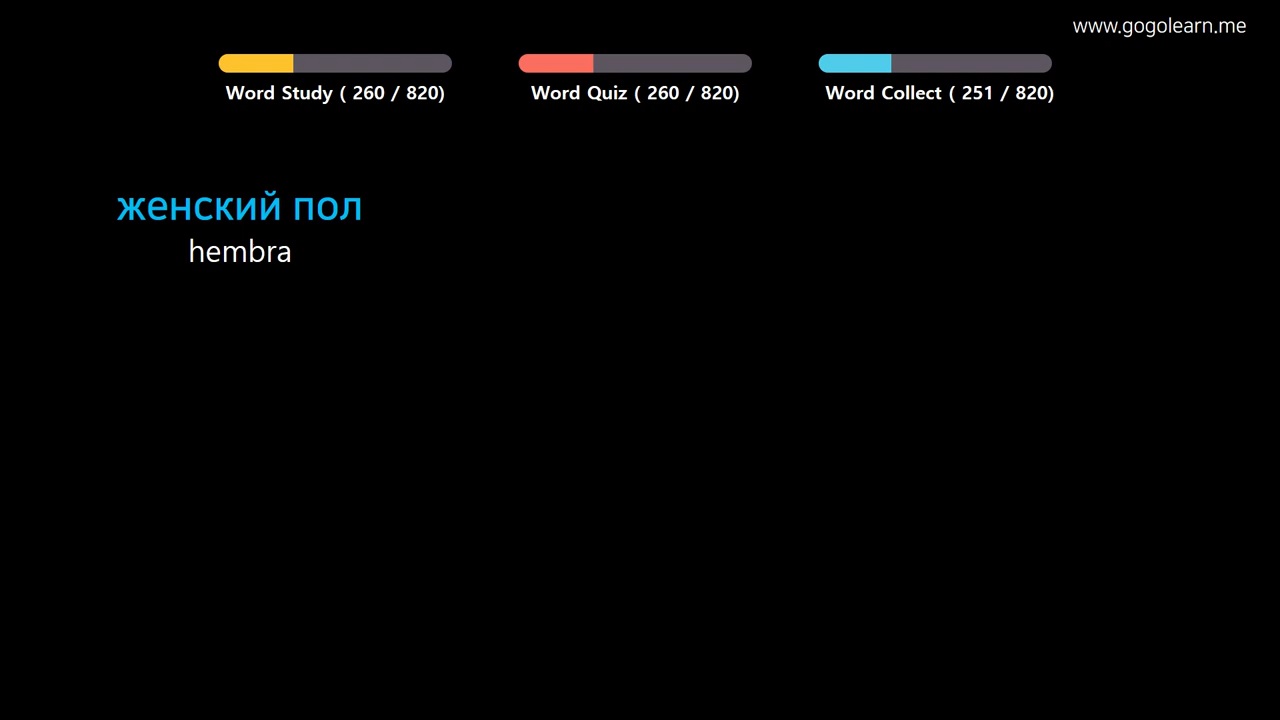 www.gogolearn.me
Word Study ( 260 / 820)
Word Quiz ( 260 / 820)
Word Collect ( 251 / 820)
женский пол
hembra